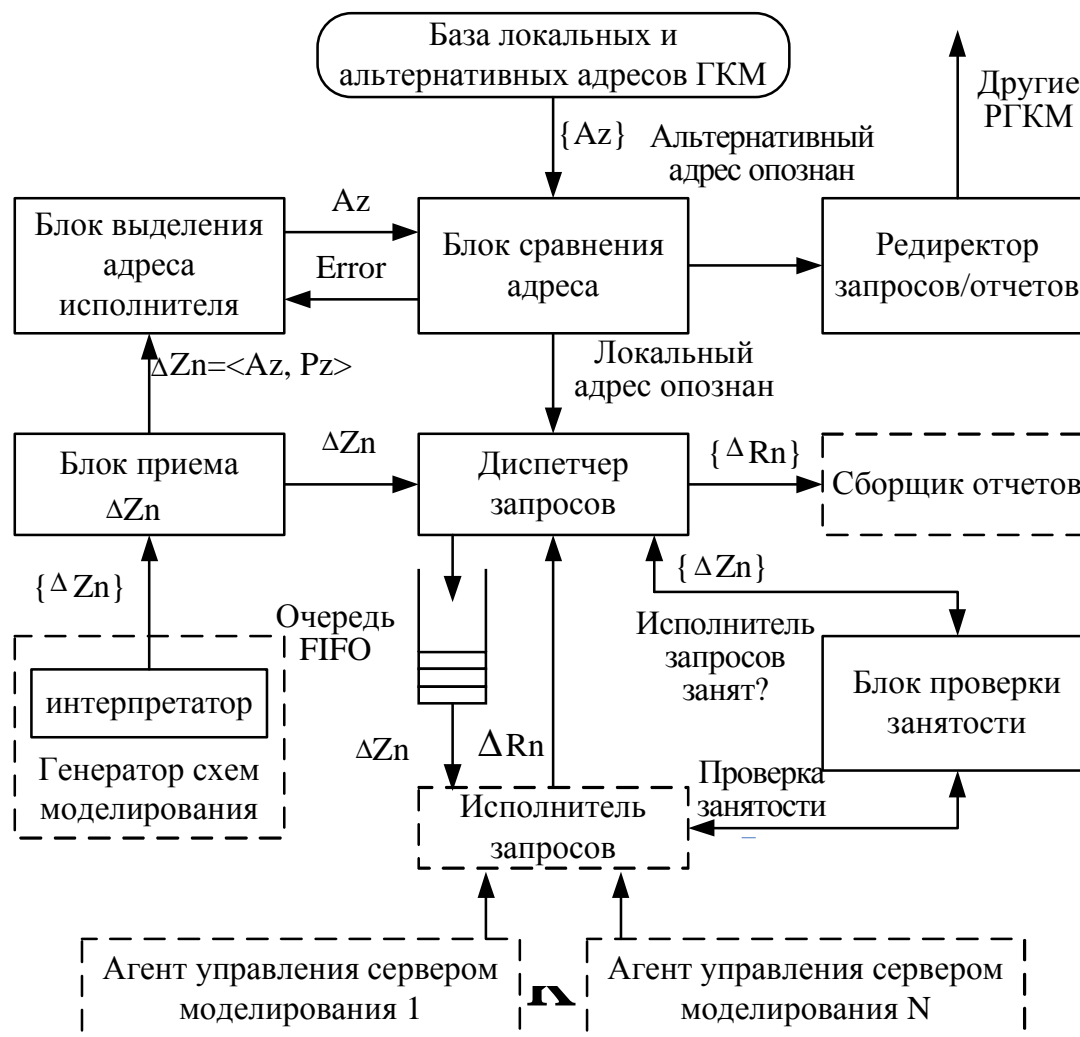 База локальных и
альтернативных адресов ГКМ
Другие
РГКМ
{Az}
Альтернативный
адрес опознан
Блок выделения
адреса
исполнителя
Az
Error
Блок сравнения
адреса
Редиректор
запросов/отчетов
ΔZn=<Az, Pz>
Локальный
адрес опознан
Блок приема
ΔZn
ΔZn
Диспетчер
запросов
{ΔRn}
Сборщик отчетов
{ΔZn}
Очередь
FIFO
{ΔZn}
Исполнитель
запросов
занят?
Блок проверки
занятости
интерпретатор
Генератор схем
моделирования
ΔZn
ΔRn
Проверка
занятости
Исполнитель
запросов
Агент управления сервером
моделирования 1
Агент управления сервером
моделирования N